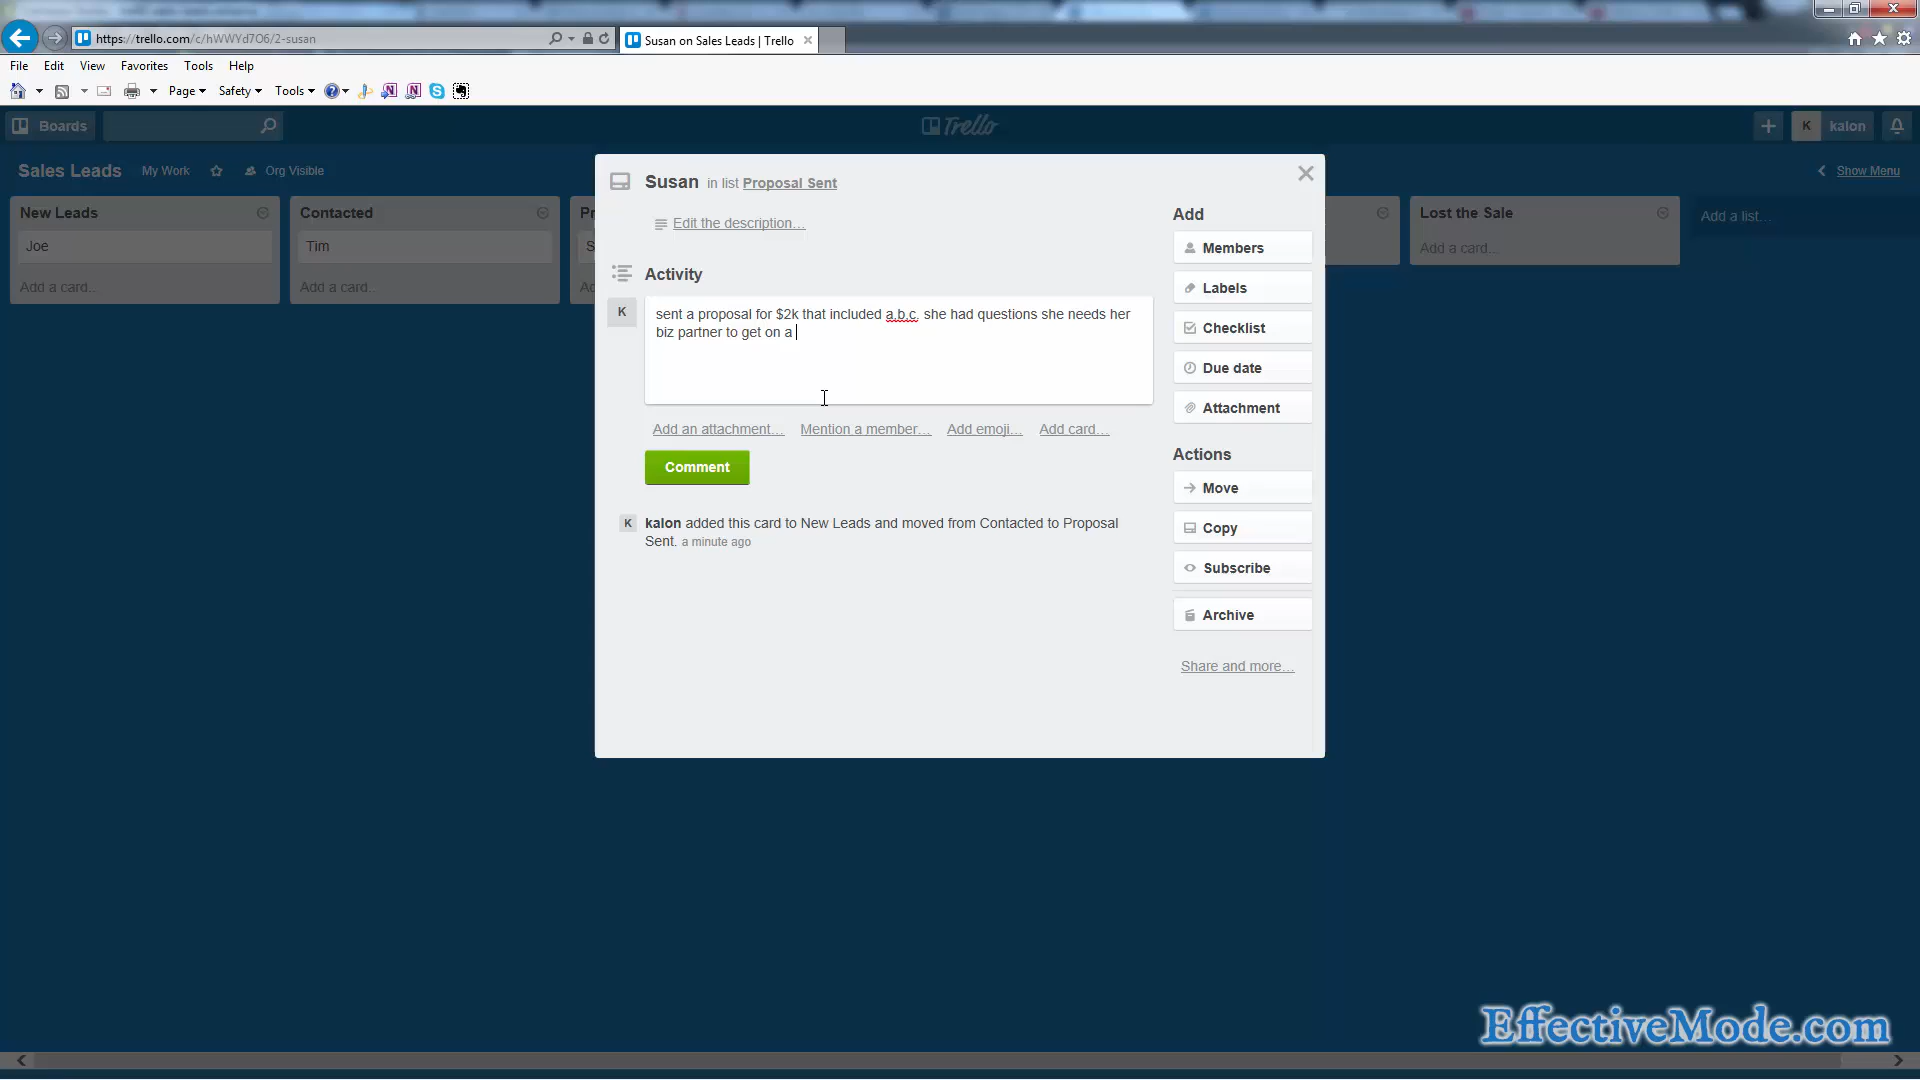 https://trello.com/c/hWWYd7O6/2-susan
Susan on Sales Leads | Trello
File Edit View Favorites Tools Help
Page Safety Tools
Boards
Trello
K kalon
Sales Leads My Work Org Visible
Show Menu
New Leads
Joe
Add a card…
Contacted
Tim
Add a card…
Pr
S
Ad
Lost the Sale
Add a card…
Add a list…
Susan in list Proposal Sent
Edit the description…
Activity
K
sent a proposal for $2k that included a,b,c. she had questions she needs her
biz partner to get on a
Add an attachment… Mention a member… Add emoji… Add card…
Comment
K kalon added this card to New Leads and moved from Contacted to Proposal
Sent. a minute ago
Add
Members
Labels
Checklist
Due date
Attachment
Actions
Move
Copy
Subscribe
Archive
Share and more…
EffectiveMode.com